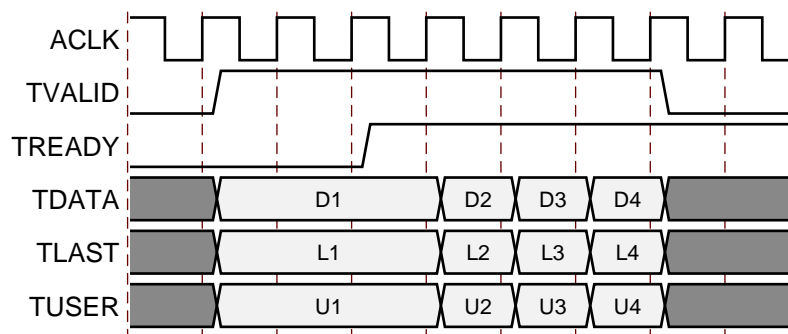 ACLK
TVALID
TREADY
TDATA D1 D2 D3 D4
TLAST L1 L2 L3 L4
TUSER U1 U2 U3 U4